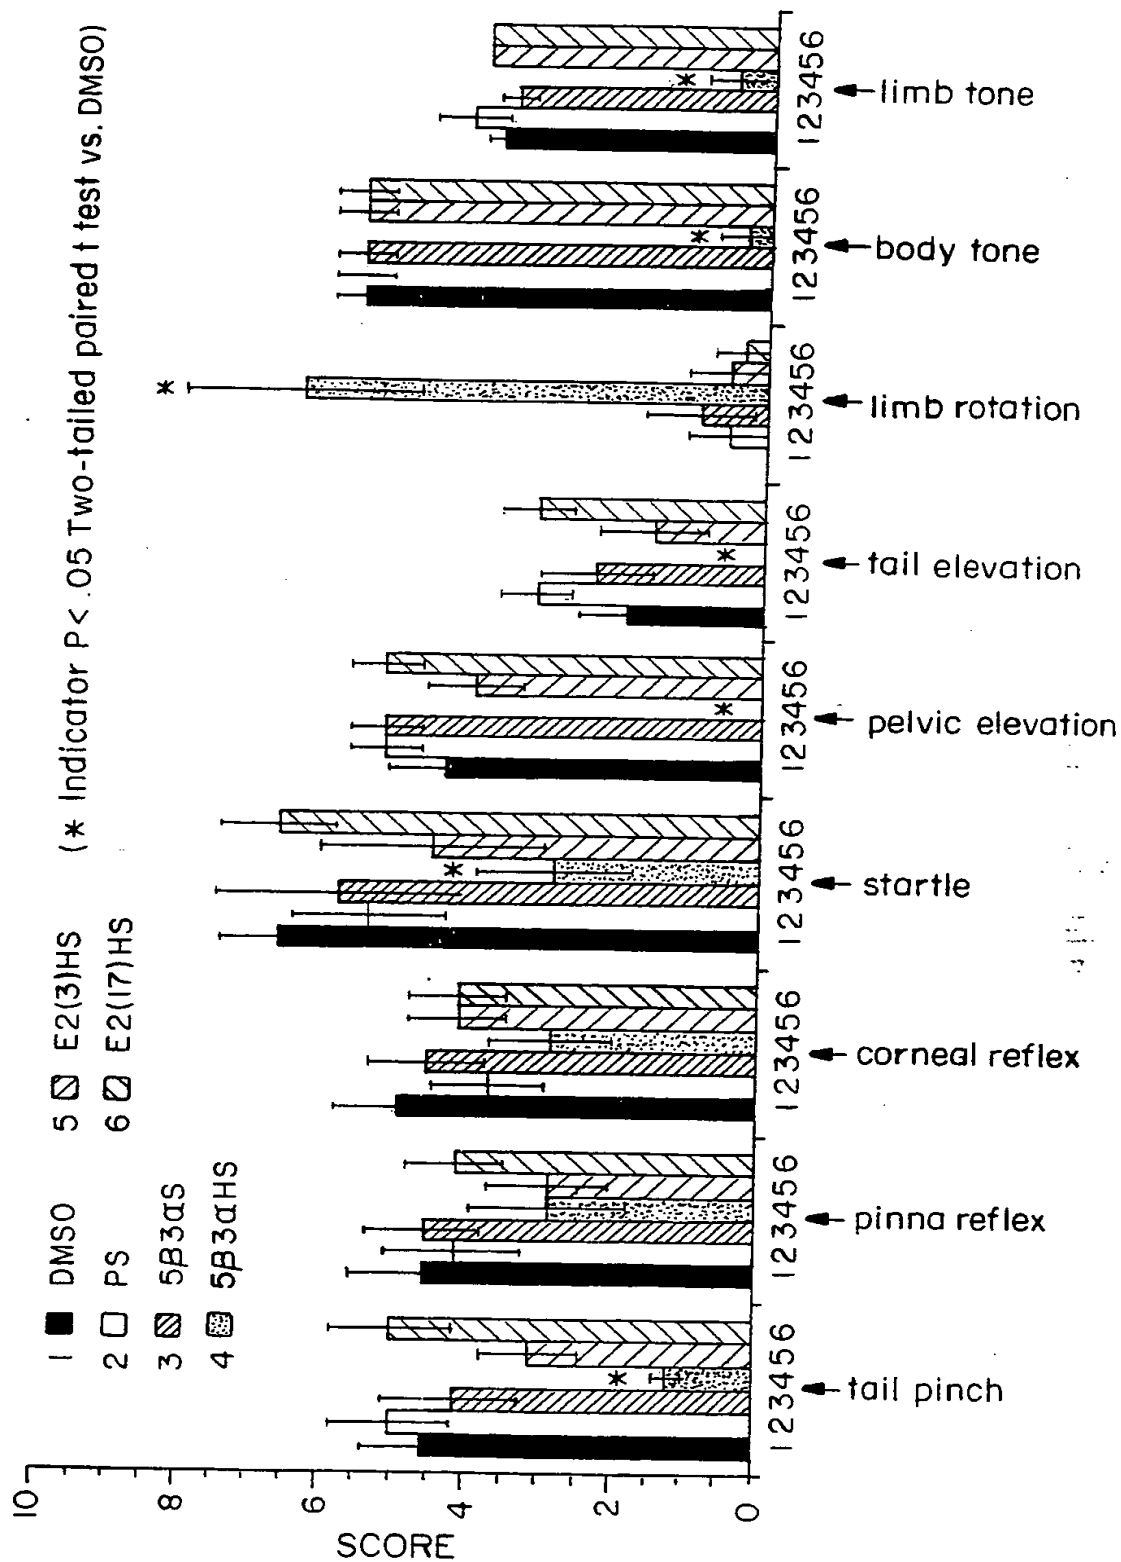 1 DMSO
2 PS
3 5β3αS
4 5β3αHS
5 E2(3)HS
6 E2(17)HS
(* Indicator P < .05 Two-tailed paired t test vs. DMSO)
10
8
6
4
2
0
SCORE
*
*
*
*
*
*
*
123456
123456
123456
123456
123456
123456
123456
123456
tail pinch
pinna reflex
corneal reflex
startle
pelvic elevation
tail elevation
limb rotation
body tone
limb tone